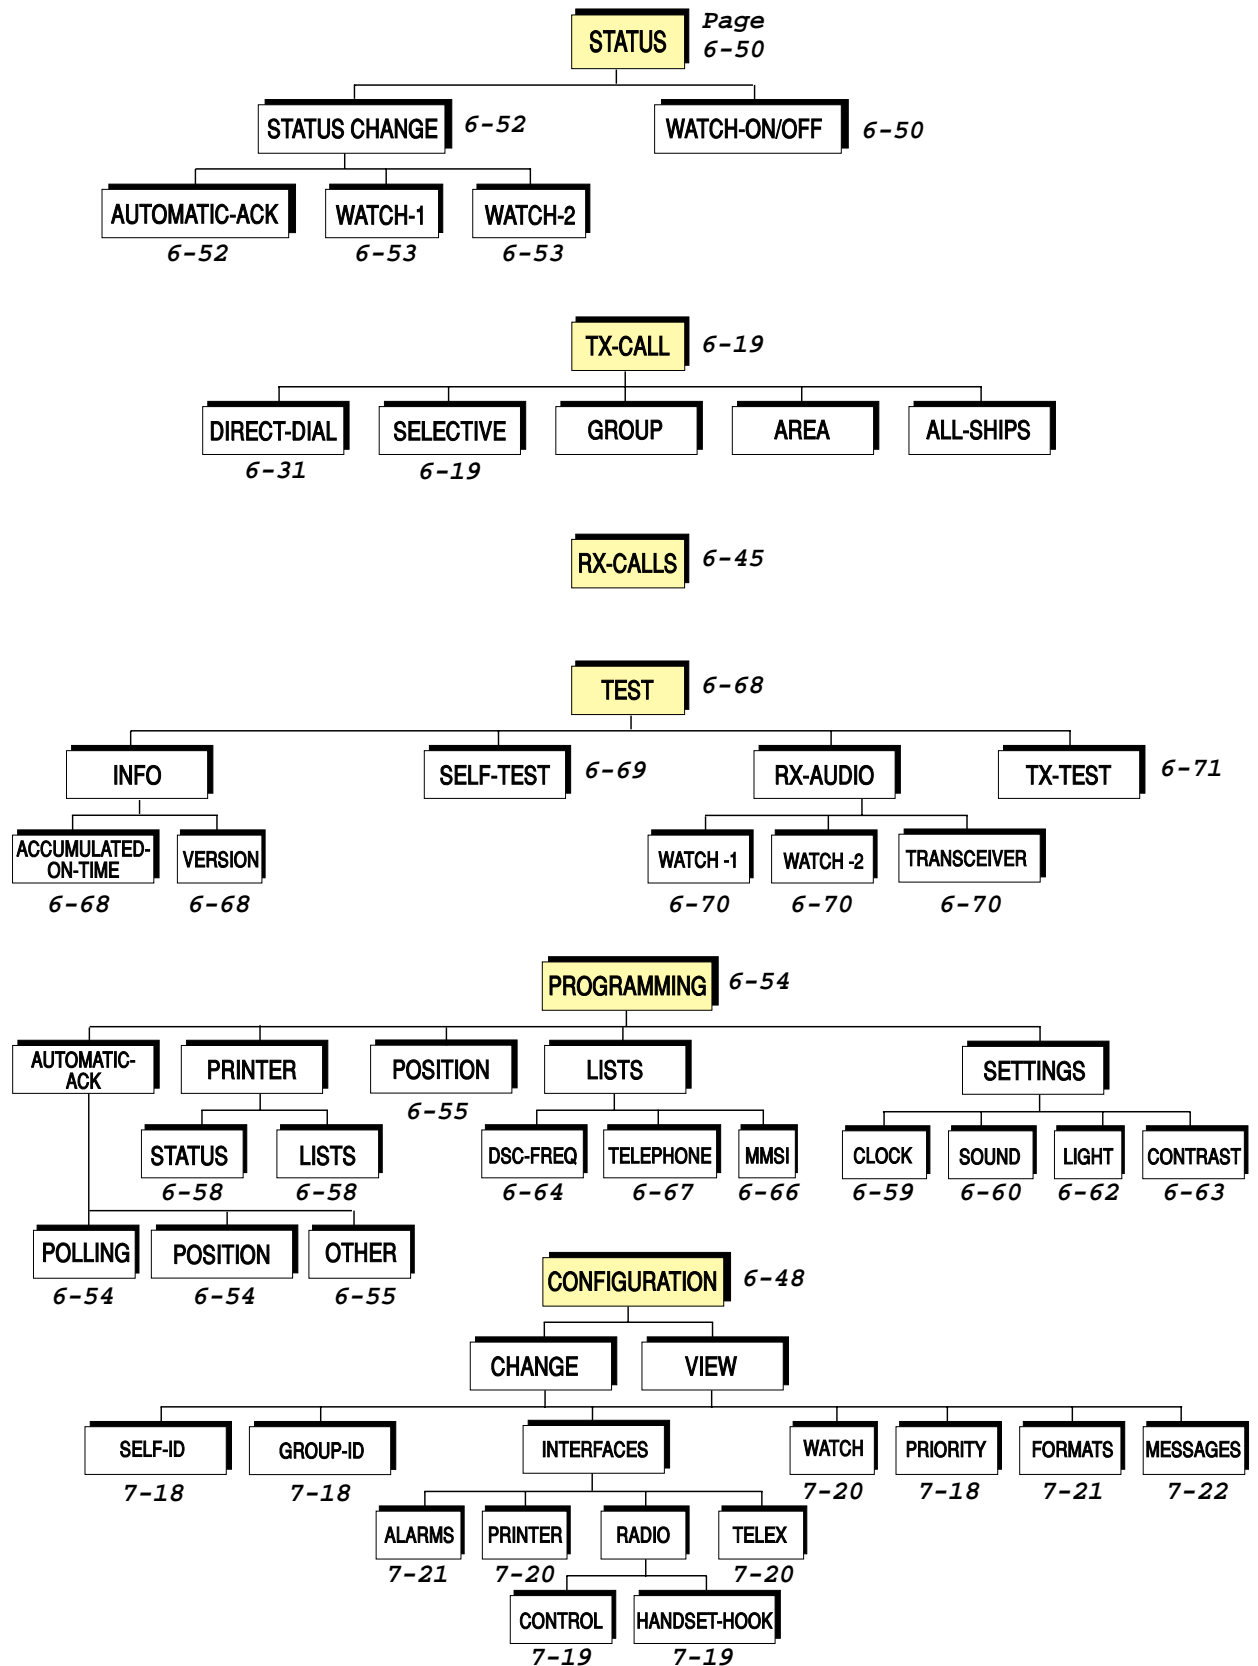 Page
STATUS
6-50
STATUS CHANGE
6-52
WATCH-ON/OFF
6-50
AUTOMATIC-ACK
WATCH-1
WATCH-2
6-52
6-53
6-53
TX-CALL
6-19
DIRECT-DIAL
SELECTIVE
GROUP
AREA
ALL-SHIPS
6-31
6-19
RX-CALLS
6-45
TEST
6-68
INFO
SELF-TEST
6-69
RX-AUDIO
TX-TEST
6-71
ACCUMULATED-
ON-TIME
VERSION
WATCH -1
WATCH -2
TRANSCEIVER
6-68
6-68
6-70
6-70
6-70
PROGRAMMING
6-54
AUTOMATIC-
ACK
PRINTER
POSITION
LISTS
SETTINGS
6-55
STATUS
LISTS
DSC-FREQ
TELEPHONE
MMSI
CLOCK
SOUND
LIGHT
CONTRAST
6-58
6-58
6-64
6-67
6-66
6-59
6-60
6-62
6-63
POLLING
POSITION
OTHER
6-54
6-54
6-55
CONFIGURATION
6-48
CHANGE
VIEW
SELF-ID
GROUP-ID
INTERFACES
WATCH
PRIORITY
FORMATS
MESSAGES
7-18
7-18
7-20
7-18
7-21
7-22
ALARMS
PRINTER
RADIO
TELEX
7-21
7-20
7-20
CONTROL
HANDSET-HOOK
7-19
7-19